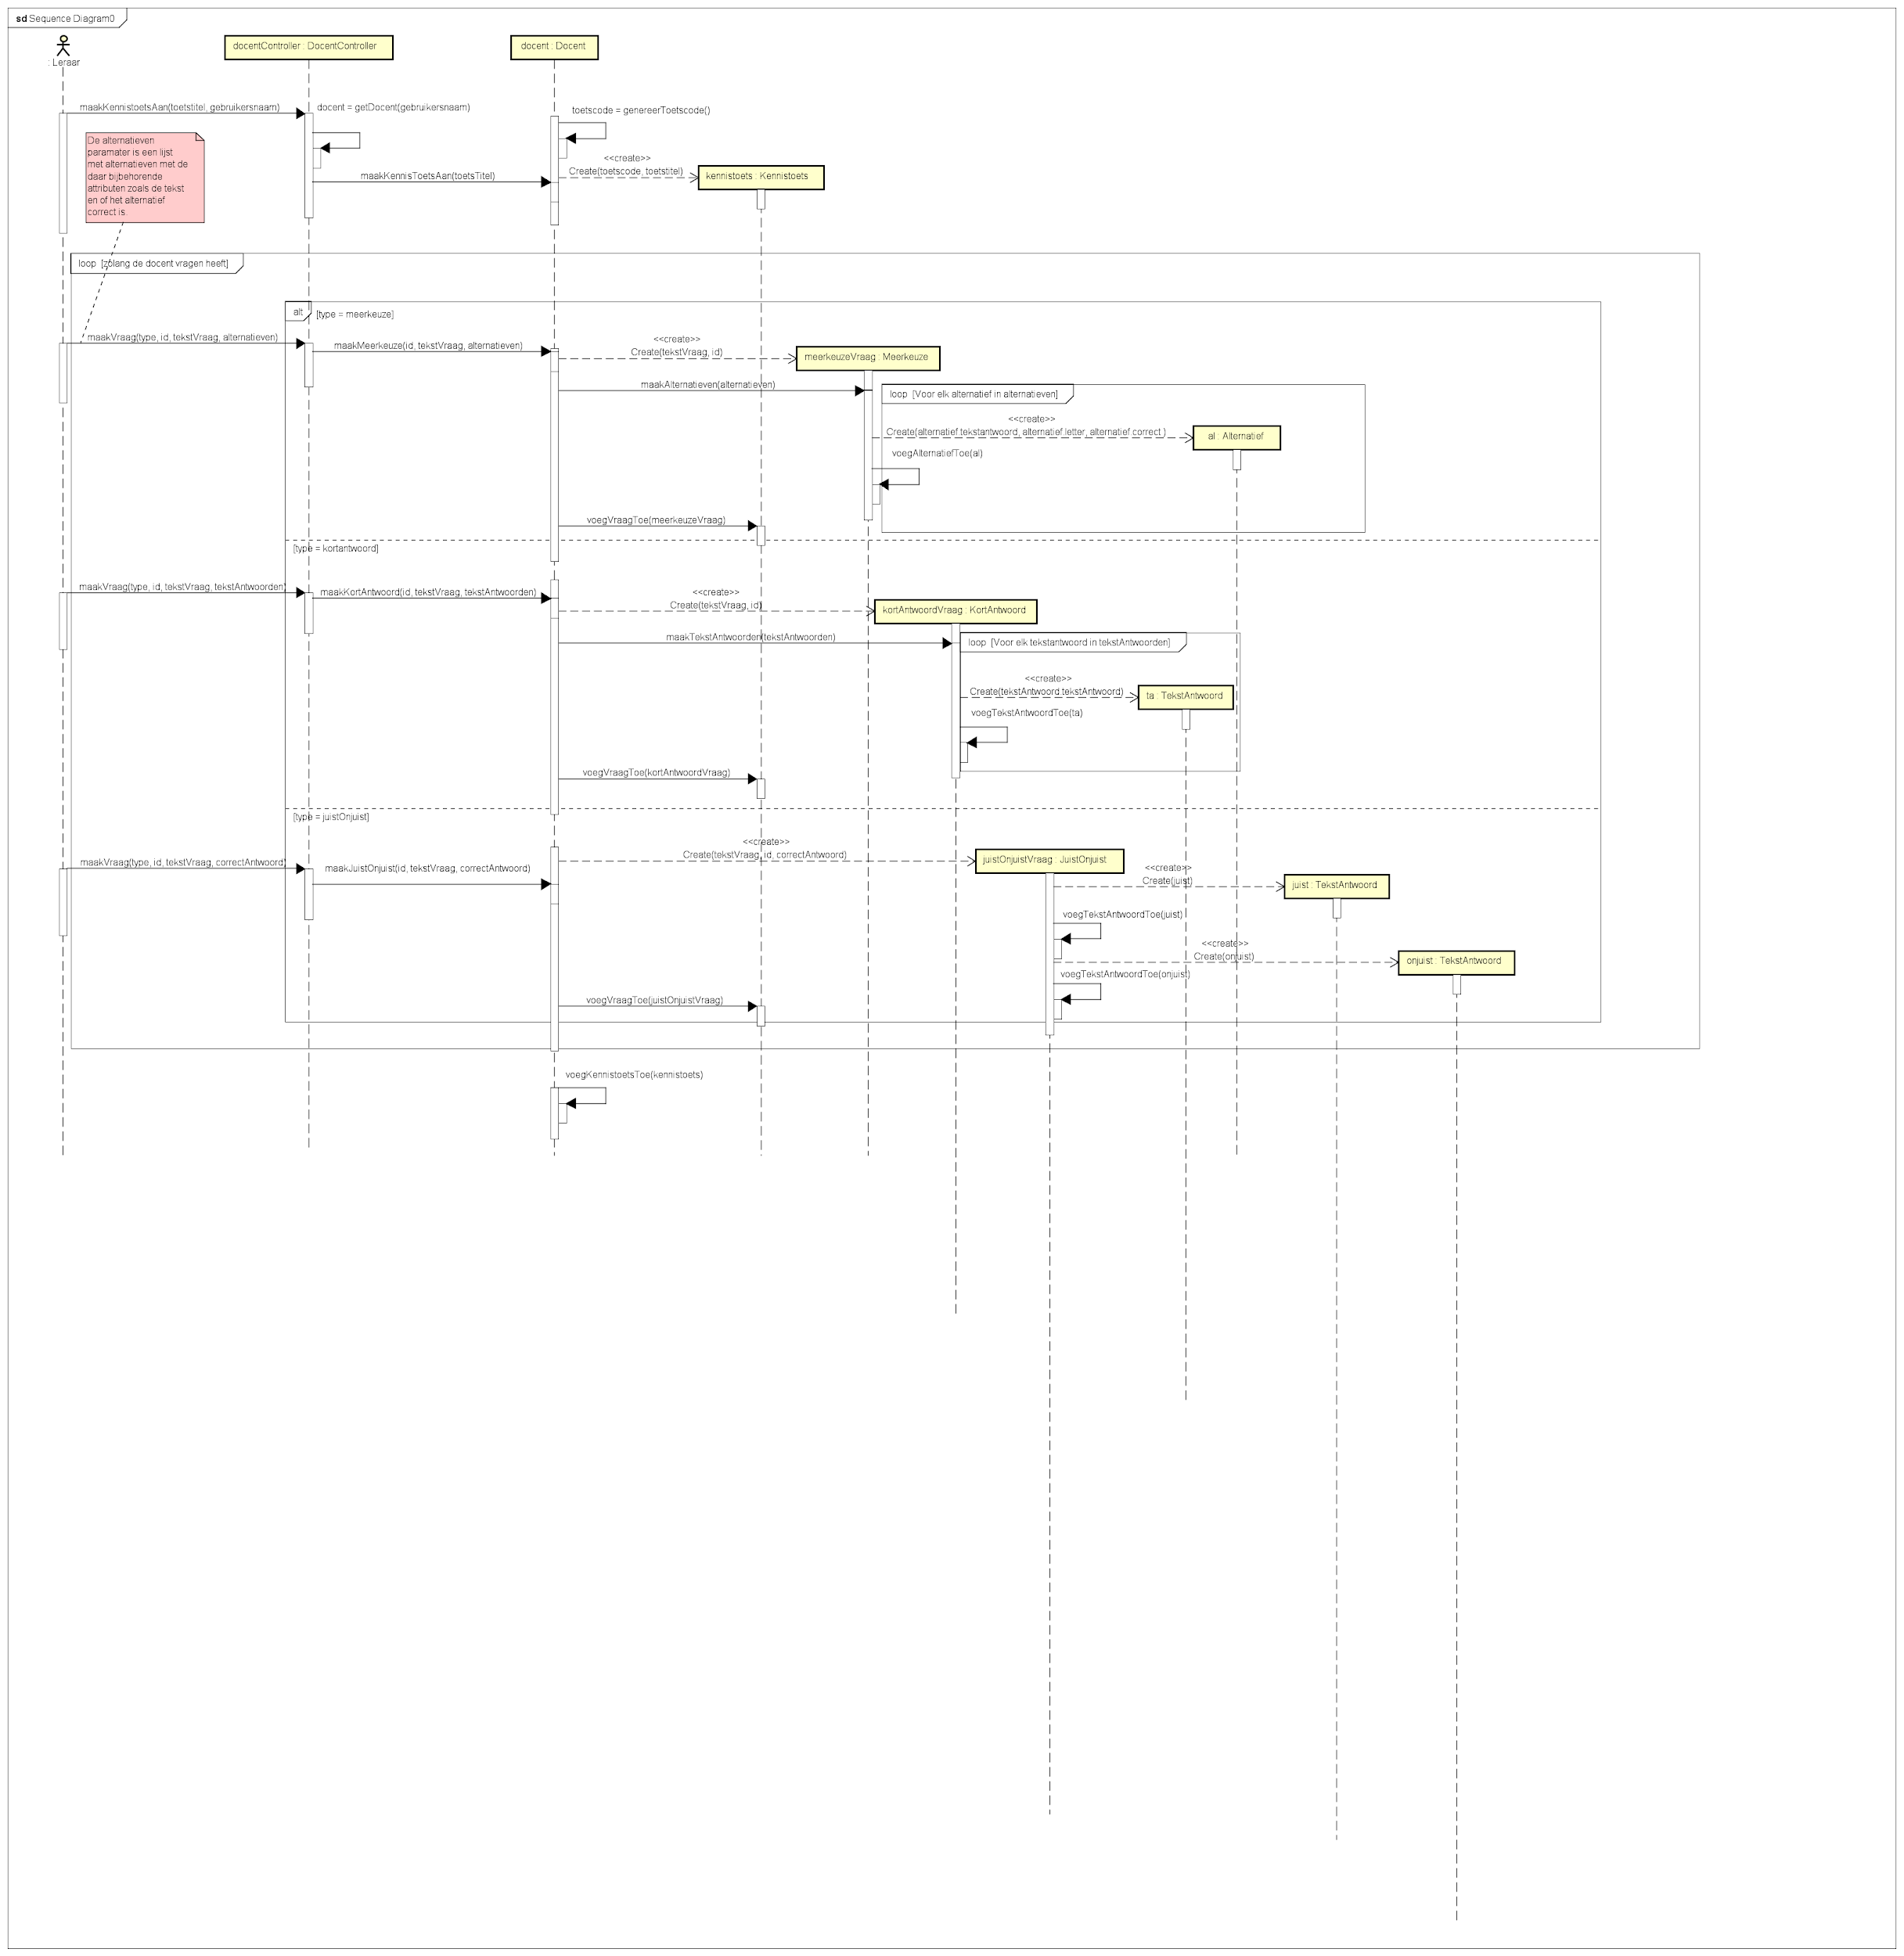 sd Sequence Diagram0
: Leraar
docentController : DocentController
docent : Docent
maakKennistoetsAan(toetstitel, gebruikersnaam)
docent = getDocent(gebruikersnaam)
toetscode = genereerToetscode()
De alternatieven
paramater is een lijst
met alternatieven met de
daar bijbehorende
attributen zoals de tekst
en of het alternatief
correct is.
<<create>>
Create(toetscode, toetstitel)
kennistoets : Kennistoets
maakKennisToetsAan(toetsTitel)
loop [zolang de docent vragen heeft]
alt
[type = meerkeuze]
maakVraag(type, id, tekstVraag, alternatieven)
maakMeerkeuze(id, tekstVraag, alternatieven)
<<create>>
Create(tekstVraag, id)
meerkeuzeVraag : Meerkeuze
maakAlternatieven(alternatieven)
loop [Voor elk alternatief in alternatieven]
<<create>>
Create(alternatief.tekstantwoord, alternatief.letter, alternatief.correct )
al : Alternatief
voegAlternatiefToe(al)
voegVraagToe(meerkeuzeVraag)
[type = kortantwoord]
maakVraag(type, id, tekstVraag, tekstAntwoorden)
maakKortAntwoord(id, tekstVraag, tekstAntwoorden)
<<create>>
Create(tekstVraag, id)
kortAntwoordVraag : KortAntwoord
maakTekstAntwoorden(tekstAntwoorden)
loop [Voor elk tekstantwoord in tekstAntwoorden]
<<create>>
Create(tekstAntwoord.tekstAntwoord)
ta : TekstAntwoord
voegTekstAntwoordToe(ta)
voegVraagToe(kortAntwoordVraag)
[type = juistOnjuist]
maakVraag(type, id, tekstVraag, correctAntwoord)
maakJuistOnjuist(id, tekstVraag, correctAntwoord)
<<create>>
Create(tekstVraag, id, correctAntwoord)
juistOnjuistVraag : JuistOnjuist
<<create>>
Create(juist)
juist : TekstAntwoord
voegTekstAntwoordToe(juist)
<<create>>
Create(onjuist)
onjuist : TekstAntwoord
voegTekstAntwoordToe(onjuist)
voegVraagToe(juistOnjuistVraag)
voegKennistoetsToe(kennistoets)